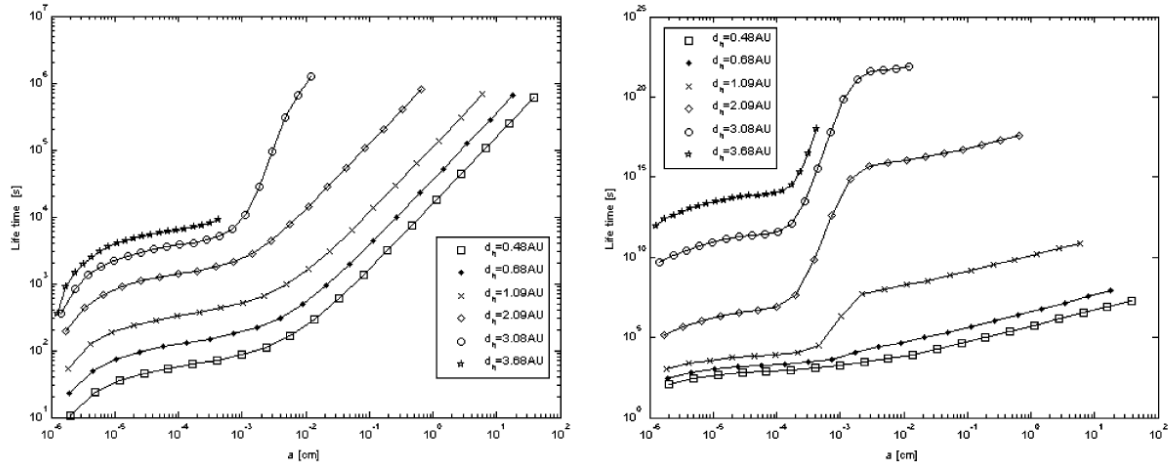 10^7
10^6
10^5
10^4
10^3
10^2
10^1
Life time [s]
10^-6 10^-5 10^-4 10^-3 10^-2 10^-1 10^0 10^1 10^2
a [cm]
d_h=0.48AU
d_h=0.68AU
d_h=1.09AU
d_h=2.09AU
d_h=3.08AU
d_h=3.68AU
10^25
10^20
10^15
10^10
10^5
10^0
Life time [s]
10^-6 10^-5 10^-4 10^-3 10^-2 10^-1 10^0 10^1 10^2
a [cm]
d_h=0.48AU
d_h=0.68AU
d_h=1.09AU
d_h=2.09AU
d_h=3.08AU
d_h=3.68AU